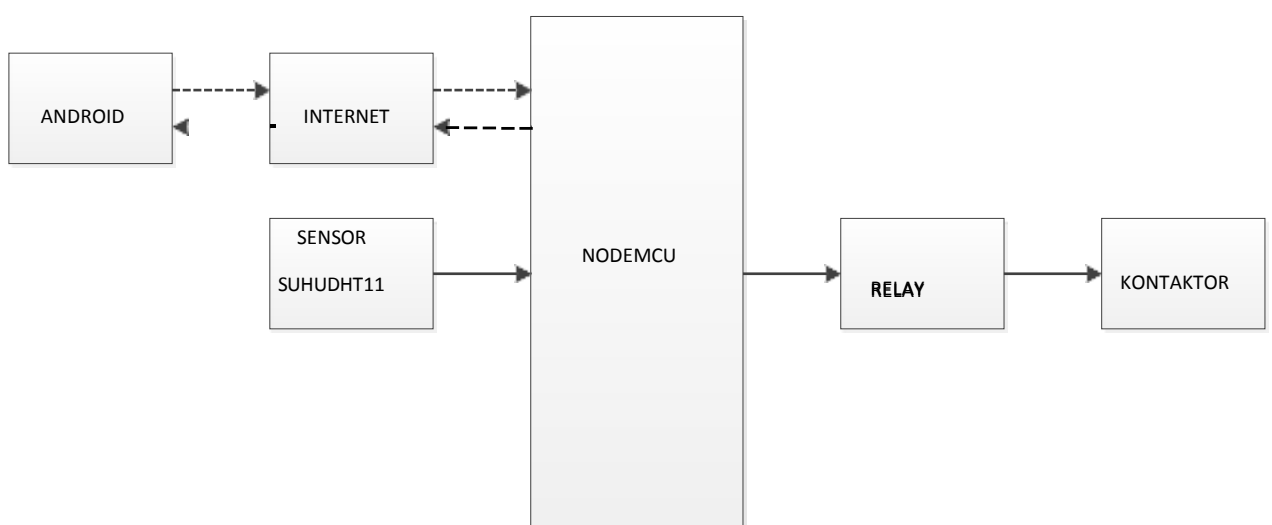 ANDROID
INTERNET
SENSOR
SUHUDHT11
NODEMCU
RELAY
KONTAKTOR